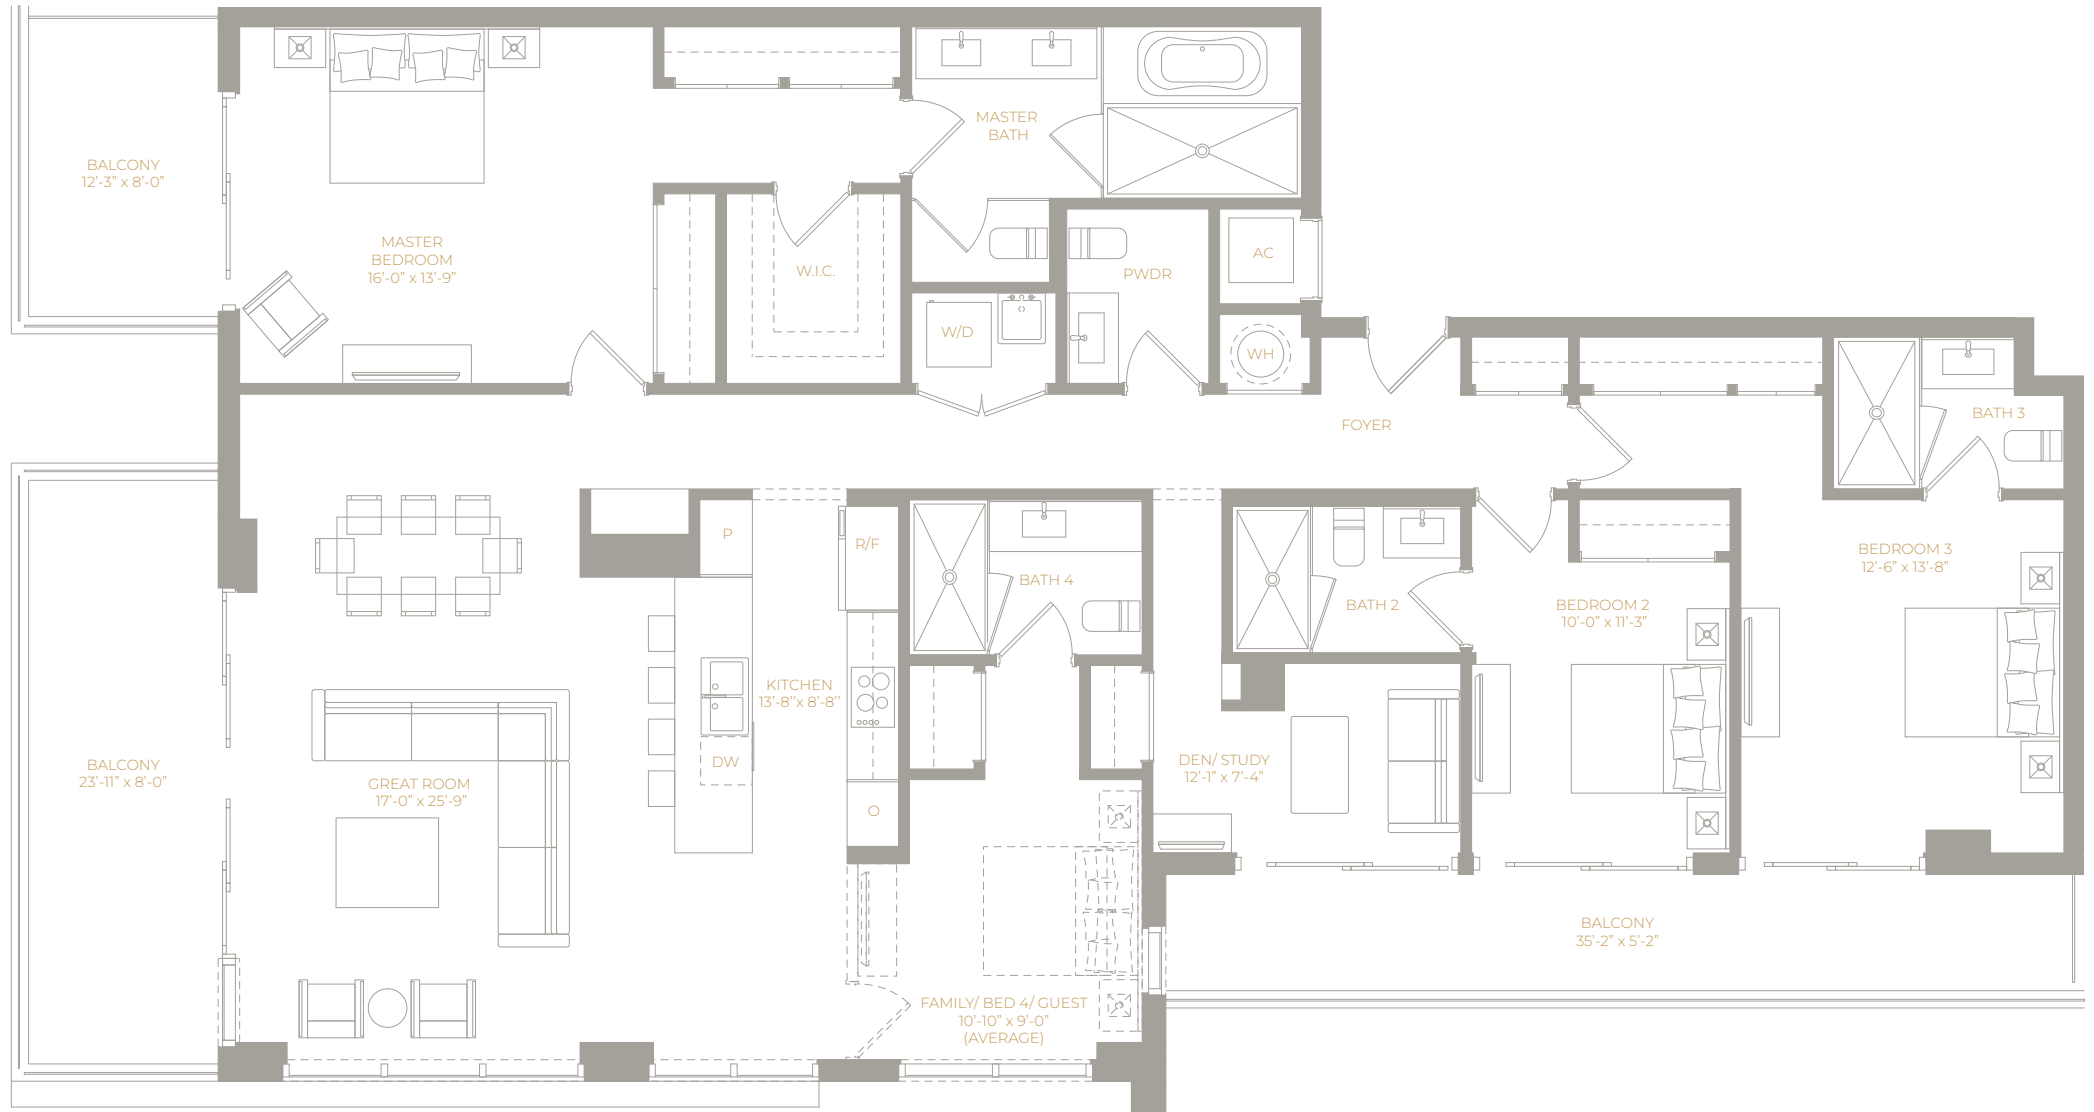 MASTER
BATH
BALCONY
12'-3” x 8'-0”
MASTER
BEDROOM
16'-0” x 13'-9”
W.I.C.
PWDR
AC
W/D
WH
FOYER
BATH 3
P
R/F
BATH 4
BEDROOM 3
12'-6” x 13'-8”
BATH 2
BEDROOM 2
10'-0” x 11'-3”
KITCHEN
13'-8''x 8'-8''
DW
DEN/ STUDY
12'-1” x 7'-4”
BALCONY
23'-11” x 8'-0”
GREAT ROOM
17'-0” x 25'-9”
O
BALCONY
35'-2” x 5'-2”
FAMILY/ BED 4/ GUEST
10'-10” x 9'-0”
(AVERAGE)